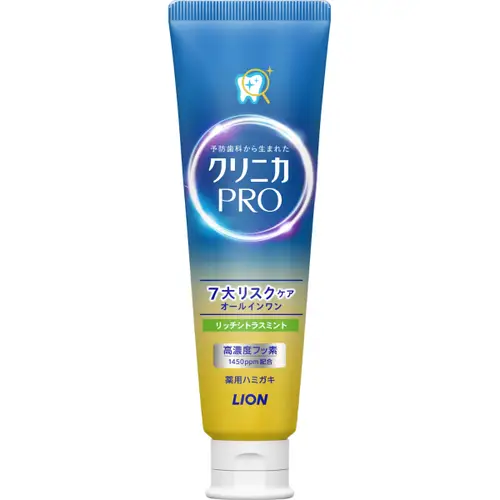 予防歯科から生まれた
クリニカ
PRO
7大リスクケア
オールインワン
リッチシトラスミント
高濃度フッ素
1450ppm配合
薬用ハミガキ
LION